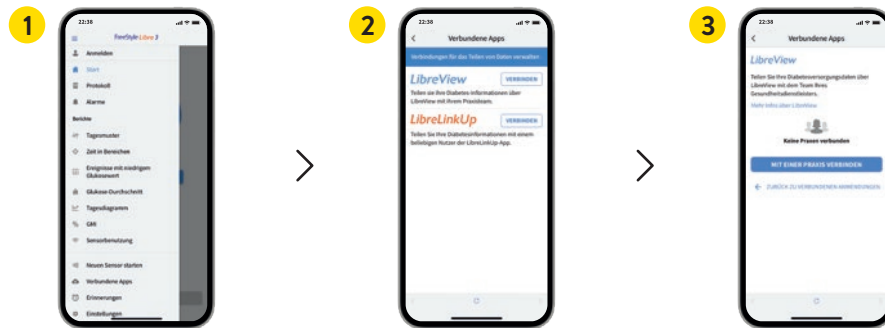 1
22:38
FreeStyle Libre 3
Anmelden
Start
Protokoll
Alarme
Berichte
Tagesmuster
Zeit in Bereichen
Ereignisse mit niedrigem
Glukosewert
Glukose-Durchschnitt
Tagesdiagramm
GMI
Sensorbenutzung
Neuen Sensor starten
Verbundene Apps
Erinnerungen
Einstellungen
2
22:38
Verbundene Apps
Verbindungen für das Teilen von Daten verwalten
LibreView
VERBINDEN
Teilen sie Ihre Diabetes Informationen über
LibreView mit Ihrem Praxisteam.
LibreLinkUp
VERBINDEN
Teilen Sie Ihre Diabetesinformationen mit einem
beliebigen Nutzer der LibreLinkUp App.
3
22:38
Verbundene Apps
LibreView
Teilen Sie Ihre Diabetesversorgungsdaten über
LibreView mit dem Team Ihres
Gesundheitsdienstleisters.
Mehr Infos über LibreView
Keine Praxen verbunden
MIT EINER PRAXIS VERBINDEN
ZURÜCK ZU VERBUNDENEN ANWENDUNGEN